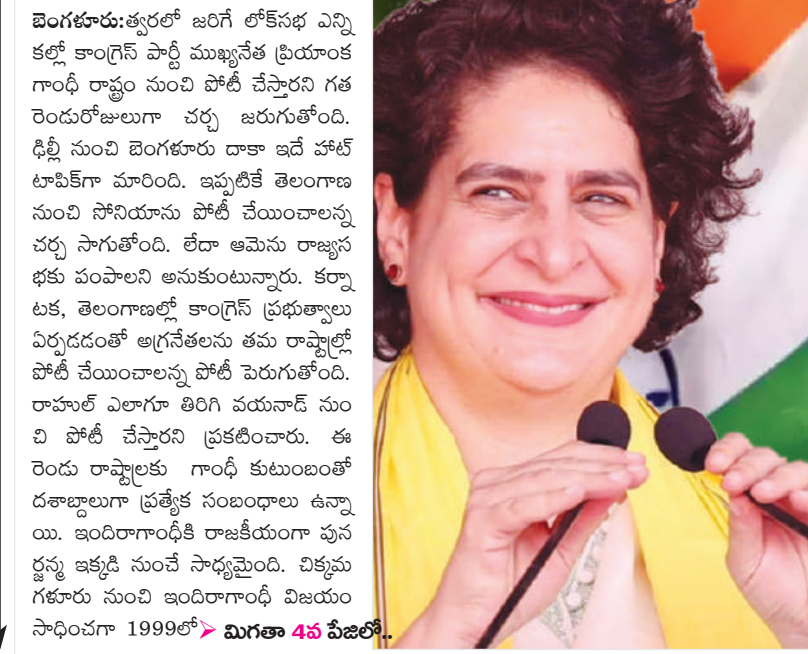 బెంగళూరు:త్వరలో జరిగే లోక్‌సభ ఎన్ని
కల్లో కాంగ్రెస్ పార్టీ ముఖ్యనేత ప్రియాంక
గాంధీ రాష్ట్రం నుంచి పోటీ చేస్తారని గత
రెండురోజులుగా చర్చ జరుగుతోంది.
ఢిల్లీ నుంచి బెంగళూరు దాకా ఇదే హాట్
టాపిక్‌గా మారింది. ఇప్పటికే తెలంగాణ
నుంచి సోనియాను పోటీ చేయించాలన్న
చర్చ సాగుతోంది. లేదా ఆమెను రాజ్యస
భకు పంపాలని అనుకుంటున్నారు. కర్నా
టక, తెలంగాణల్లో కాంగ్రెస్ ప్రభుత్వాలు
ఏర్పడడంతో అగ్రనేతలను తమ రాష్ట్రాల్లో
పోటీ చేయించాలన్న పోటీ పెరుగుతోంది.
రాహుల్ ఎలాగూ తిరిగి వయనాడ్ నుం
చి పోటీ చేస్తారని ప్రకటించారు. ఈ
రెండు రాష్ట్రాలకు గాంధీ కుటుంబంతో
దశాబ్దాలుగా ప్రత్యేక సంబంధాలు ఉన్నా
యి. ఇందిరాగాంధీకి రాజకీయంగా పున
ర్జన్మ ఇక్కడి నుంచే సాధ్యమైంది. చిక్కమ
గళూరు నుంచి ఇందిరాగాంధీ విజయం
సాధించగా 1999లో➢ మిగతా 4వ పేజిలో..